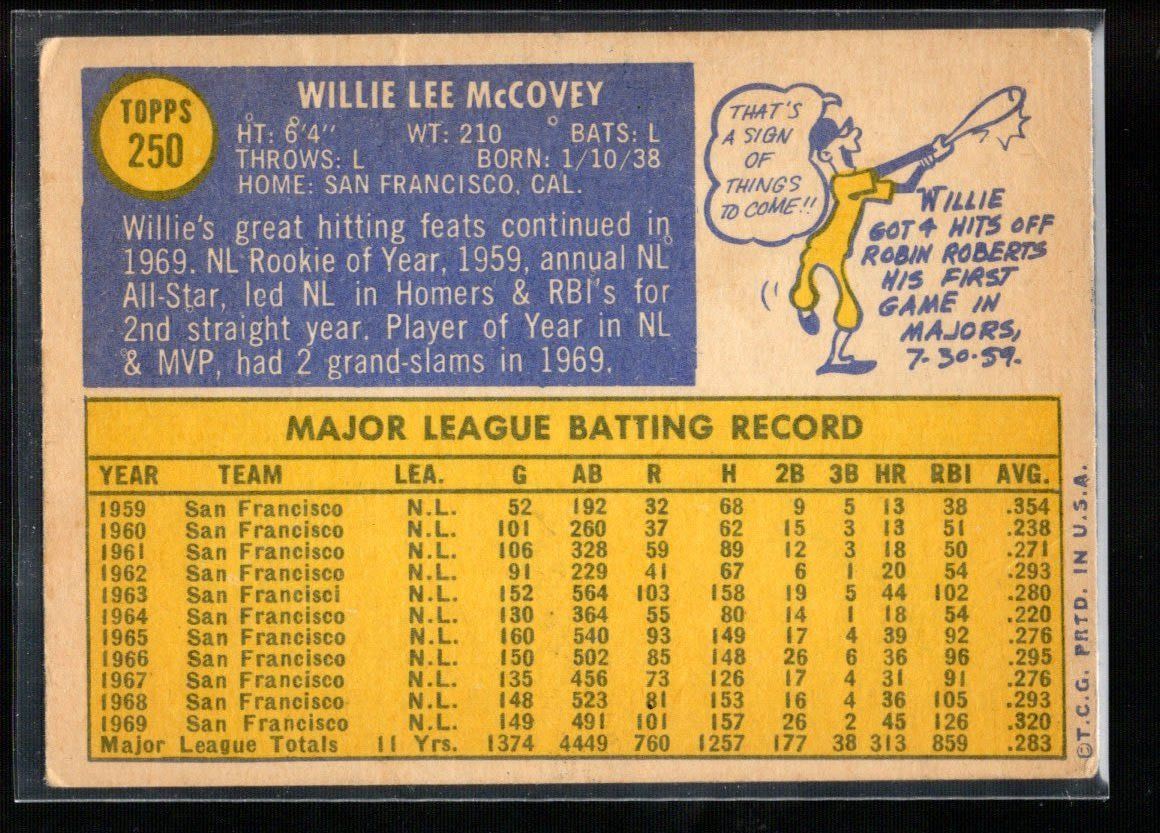 TOPPS
250
WILLIE LEE McCOVEY
HT: 6'4" WT: 210 BATS: L
THROWS: L BORN: 1/10/38
HOME: SAN FRANCISCO, CAL.
Willie's great hitting feats continued in
1969. NL Rookie of Year, 1959, annual NL
All-Star, led NL in Homers & RBI's for
2nd straight year. Player of Year in NL
& MVP, had 2 grand-slams in 1969.
THAT'S
A SIGN
OF
THINGS
TO COME!!
WILLIE
GOT 4 HITS OFF
ROBIN ROBERTS
HIS FIRST
GAME IN
MAJORS,
7-30-59.
MAJOR LEAGUE BATTING RECORD
YEAR TEAM LEA. G AB R H 2B 3B HR RBI AVG.
1959 San Francisco N.L. 52 192 32 68 9 5 13 38 .354
1960 San Francisco N.L. 101 260 37 62 15 3 13 51 .238
1961 San Francisco N.L. 106 328 59 89 12 3 18 50 .271
1962 San Francisco N.L. 91 229 41 67 6 1 20 54 .293
1963 San Francisci N.L. 152 564 103 158 19 5 44 102 .280
1964 San Francisco N.L. 130 364 55 80 14 1 18 54 .220
1965 San Francisco N.L. 160 540 93 149 17 4 39 92 .276
1966 San Francisco N.L. 150 502 85 148 26 6 36 96 .295
1967 San Francisco N.L. 135 456 73 126 17 4 31 91 .276
1968 San Francisco N.L. 148 523 81 153 16 4 36 105 .293
1969 San Francisco N.L. 149 491 101 157 26 2 45 126 .320
Major League Totals 11 Yrs. 1374 4449 760 1257 177 38 313 859 .283
©T.C.G. PRTD. IN U.S.A.